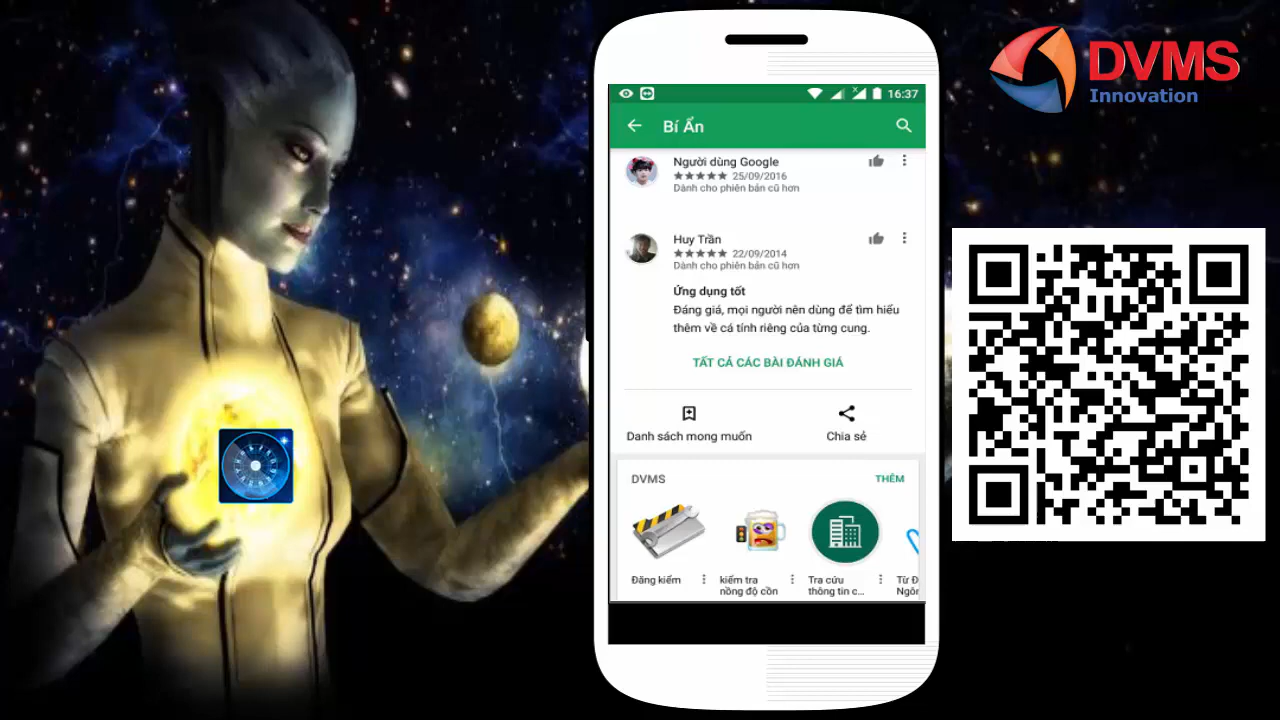 DVMS
Innovation
16:37
Bí Ẩn
Người dùng Google
25/09/2016
Dành cho phiên bản cũ hơn
Huy Trần
22/09/2014
Dành cho phiên bản cũ hơn
Ứng dụng tốt
Đáng giá, mọi người nên dùng để tìm hiểu
thêm về cá tính riêng của từng cung.
TẤT CẢ CÁC BÀI ĐÁNH GIÁ
Danh sách mong muốn
Chia sẻ
DVMS
THÊM
Đăng kiểm
kiểm tra
nồng độ cồn
Tra cứu
thông tin c...
Từ Đ
Ngôn